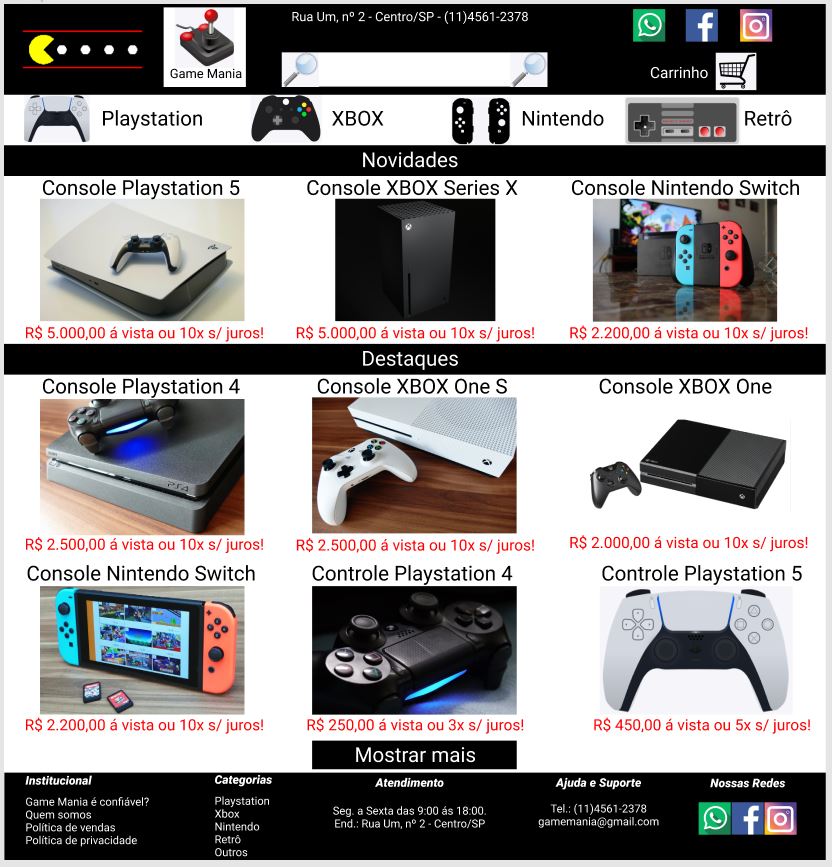 Rua Um, nº 2 - Centro/SP - (11)4561-2378
Game Mania
Carrinho
Playstation
XBOX
Nintendo
Retrô
Novidades
Console Playstation 5
Console XBOX Series X
Console Nintendo Switch
R$ 5.000,00 á vista ou 10x s/ juros!
R$ 5.000,00 á vista ou 10x s/ juros!
R$ 2.200,00 á vista ou 10x s/ juros!
Destaques
Console Playstation 4
Console XBOX One S
Console XBOX One
PS4
R$ 2.500,00 á vista ou 10x s/ juros!
R$ 2.500,00 á vista ou 10x s/ juros!
R$ 2.000,00 á vista ou 10x s/ juros!
Console Nintendo Switch
Controle Playstation 4
Controle Playstation 5
R$ 2.200,00 á vista ou 10x s/ juros!
R$ 250,00 á vista ou 3x s/ juros!
R$ 450,00 á vista ou 5x s/ juros!
Mostrar mais
Institucional
Game Mania é confiável?
Quem somos
Política de vendas
Política de privacidade
Categorias
Playstation
Xbox
Nintendo
Retrô
Outros
Atendimento
Seg. a Sexta das 9:00 ás 18:00.
End.: Rua Um, nº 2 - Centro/SP
Ajuda e Suporte
Tel.: (11)4561-2378
gamemania@gmail.com
Nossas Redes